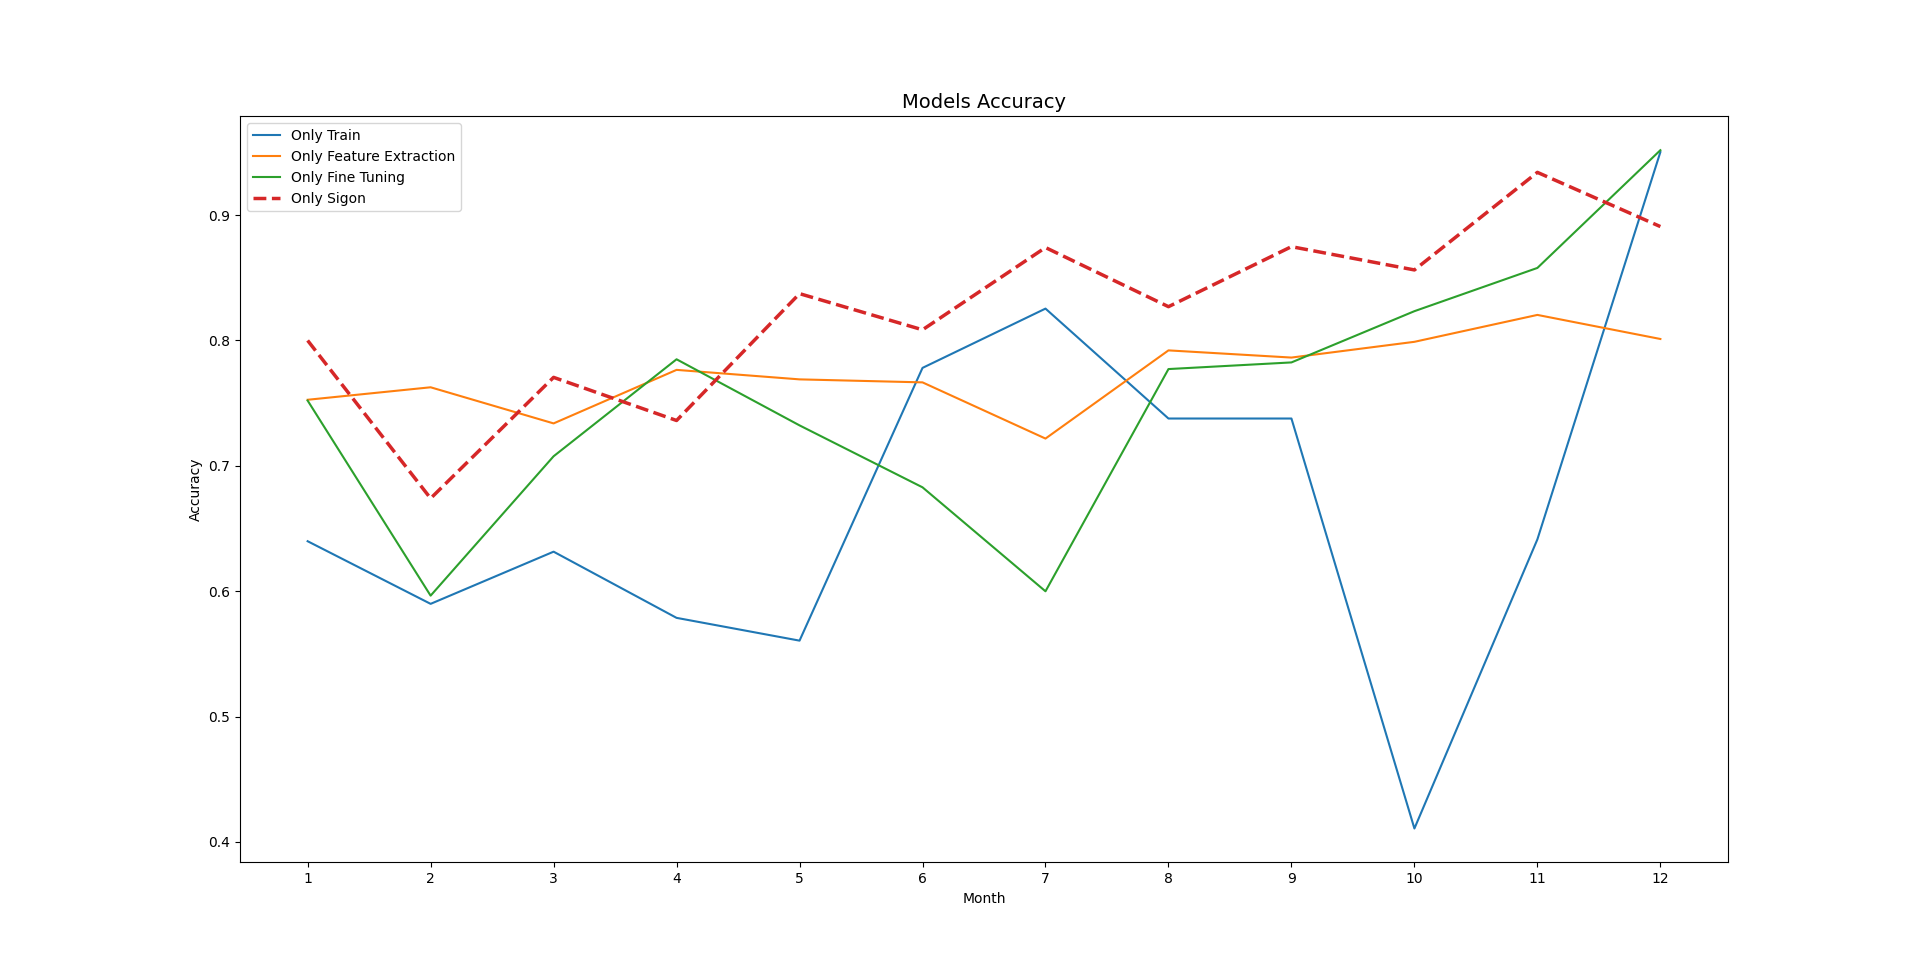 Models Accuracy
Only Train
Only Feature Extraction
Only Fine Tuning
Only Sigon
0.9
0.8
0.7
0.6
0.5
0.4
Accuracy
1 2 3 4 5 6 7 8 9 10 11 12
Month